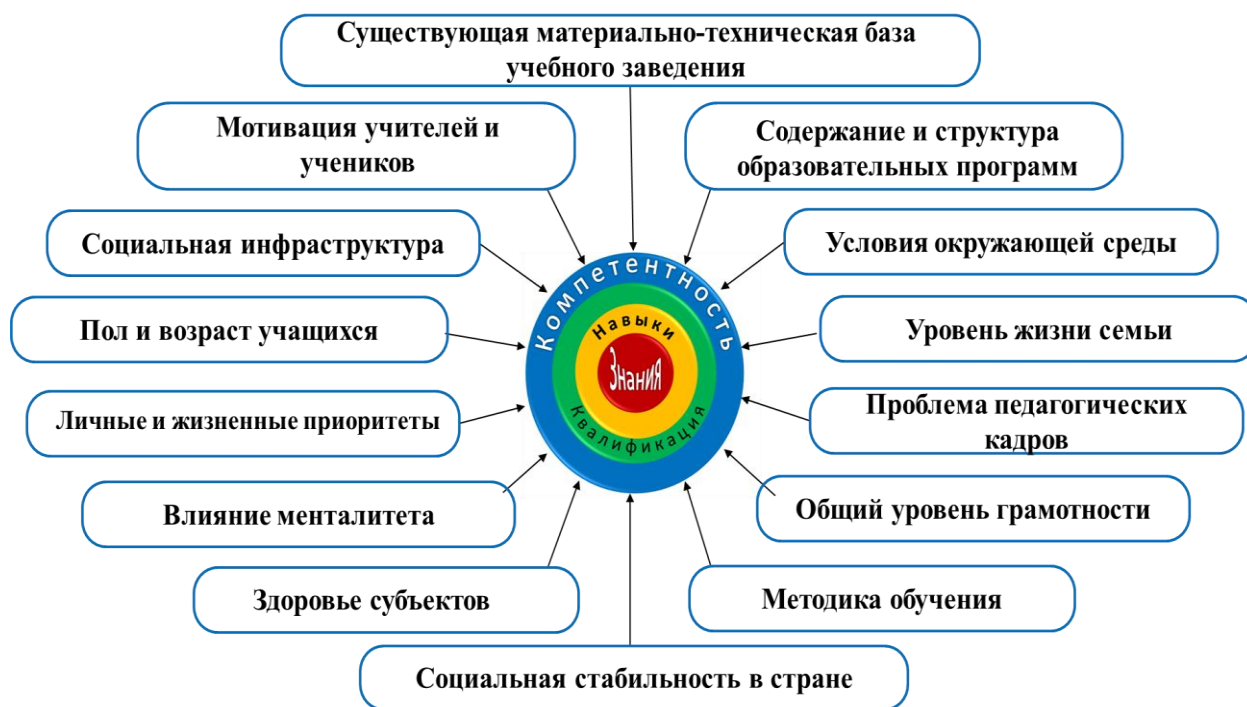 Существующая материально-техническая база
учебного заведения
Мотивация учителей и
учеников
Содержание и структура
образовательных программ
Социальная инфраструктура
Условия окружающей среды
Пол и возраст учащихся
Уровень жизни семьи
Личные и жизненные приоритеты
Проблема педагогических
кадров
Влияние менталитета
Общий уровень грамотности
Здоровье субъектов
Методика обучения
Социальная стабильность в стране
Компетентность
Навыки
Знания
Квалификация